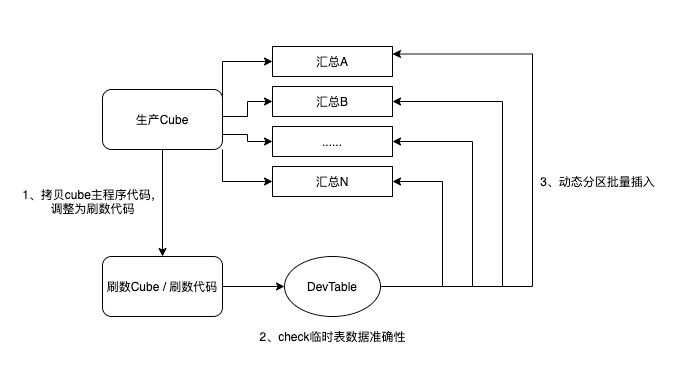 汇总A
生产Cube
汇总B
......
汇总N
1、拷贝cube主程序代码，
调整为刷数代码
3、动态分区批量插入
刷数Cube / 刷数代码
DevTable
2、check临时表数据准确性